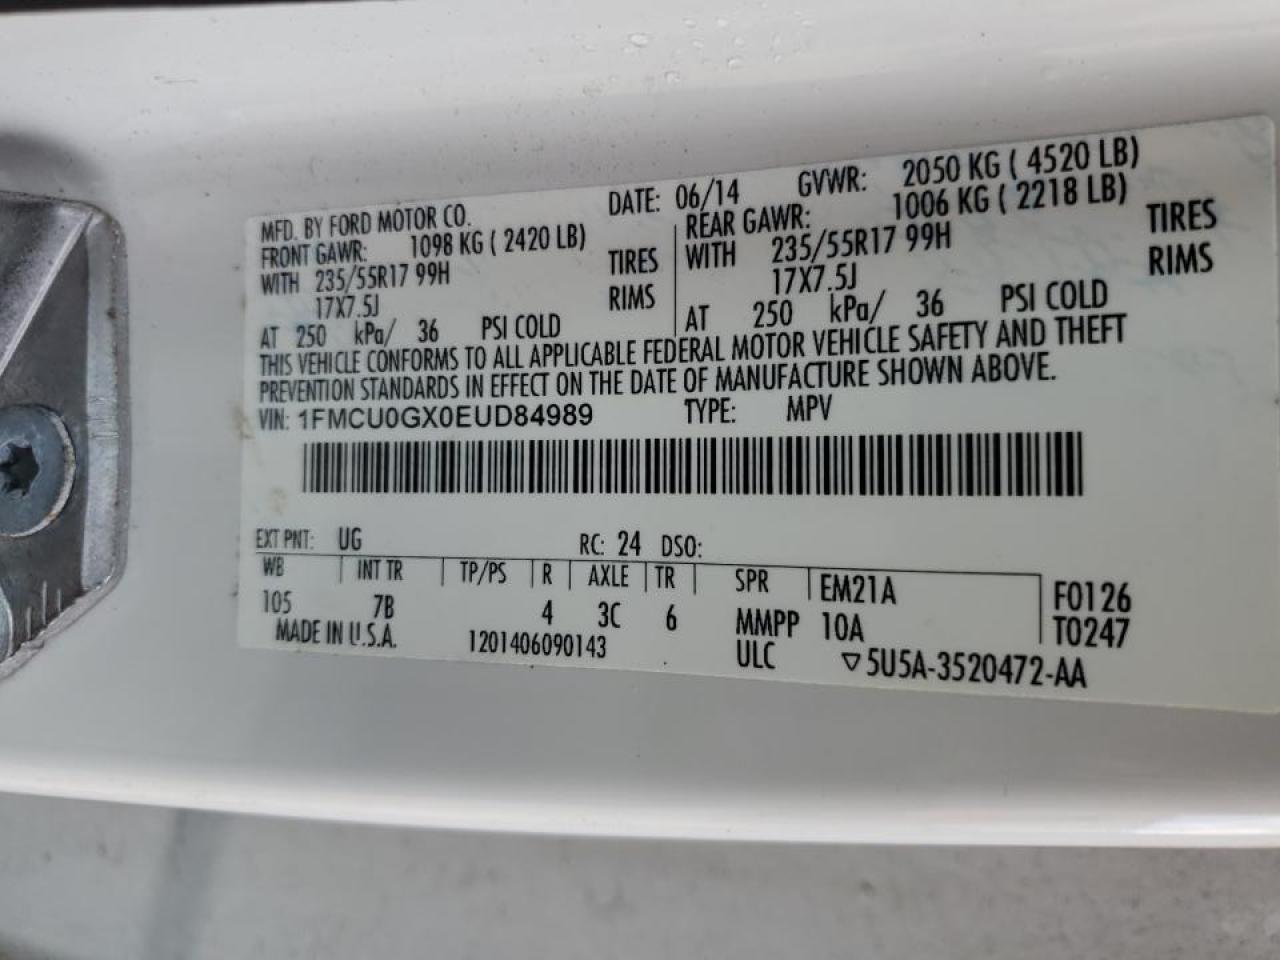 MFD. BY FORD MOTOR CO. DATE: 06/14 GVWR: 2050 KG ( 4520 LB)
FRONT GAWR: 1098 KG ( 2420 LB) REAR GAWR: 1006 KG ( 2218 LB)
WITH 235/55R17 99H TIRES WITH 235/55R17 99H TIRES
17X7.5J RIMS 17X7.5J RIMS
AT 250 kPa/ 36 PSI COLD AT 250 kPa/ 36 PSI COLD
THIS VEHICLE CONFORMS TO ALL APPLICABLE FEDERAL MOTOR VEHICLE SAFETY AND THEFT
PREVENTION STANDARDS IN EFFECT ON THE DATE OF MANUFACTURE SHOWN ABOVE.
VIN: 1FMCU0GX0EUD84989 TYPE: MPV
EXT PNT: UG RC: 24 DSO:
WB INT TR TP/PS R AXLE TR SPR EM21A F0126
105 7B 4 3C 6 MMPP 10A T0247
MADE IN U.S.A. 1201406090143 ULC ▽5U5A-3520472-AA